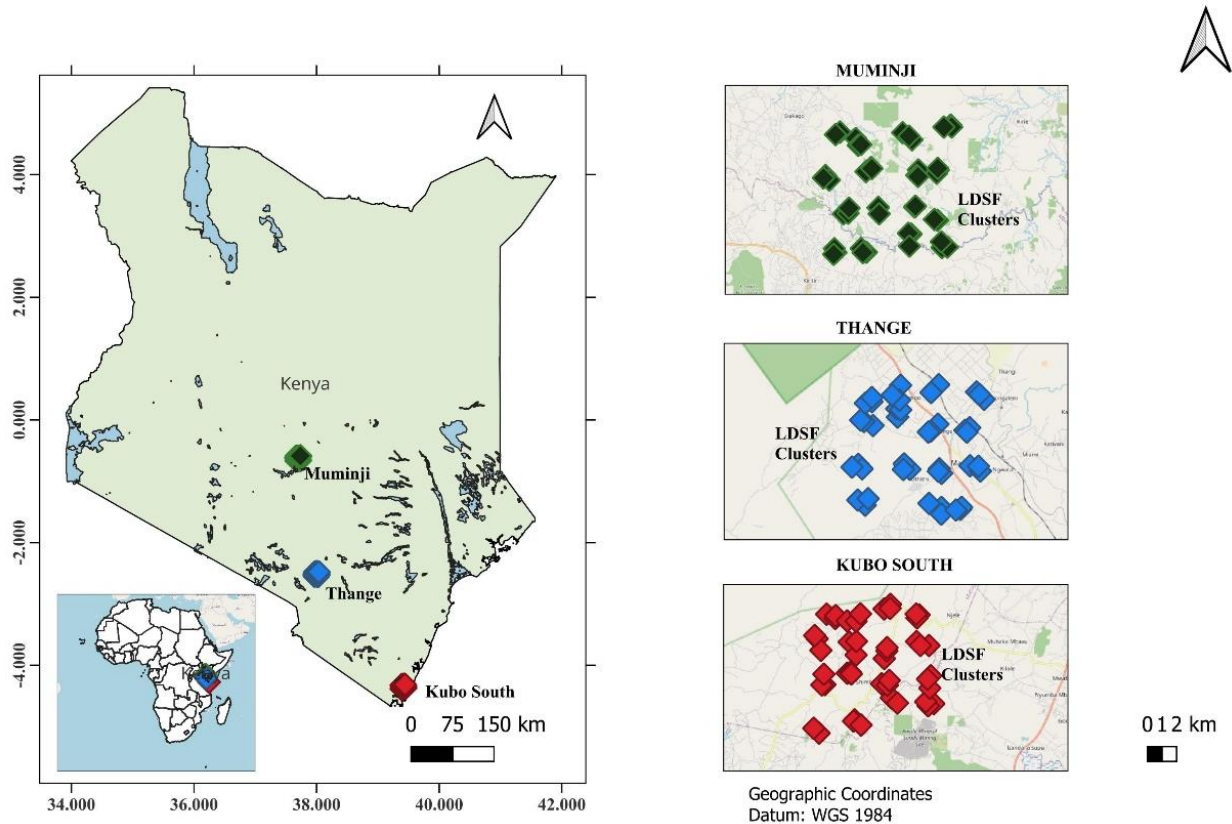 4.000
2.000
0.000
-2.000
-4.000
34.000
36.000
38.000
40.000
42.000
Kenya
Muminji
Thange
Kubo South
0 75 150 km
MUMINJI
LDSF
Clusters
THANGE
LDSF
Clusters
KUBO SOUTH
LDSF
Clusters
0 1 2 km
Geographic Coordinates
Datum: WGS 1984